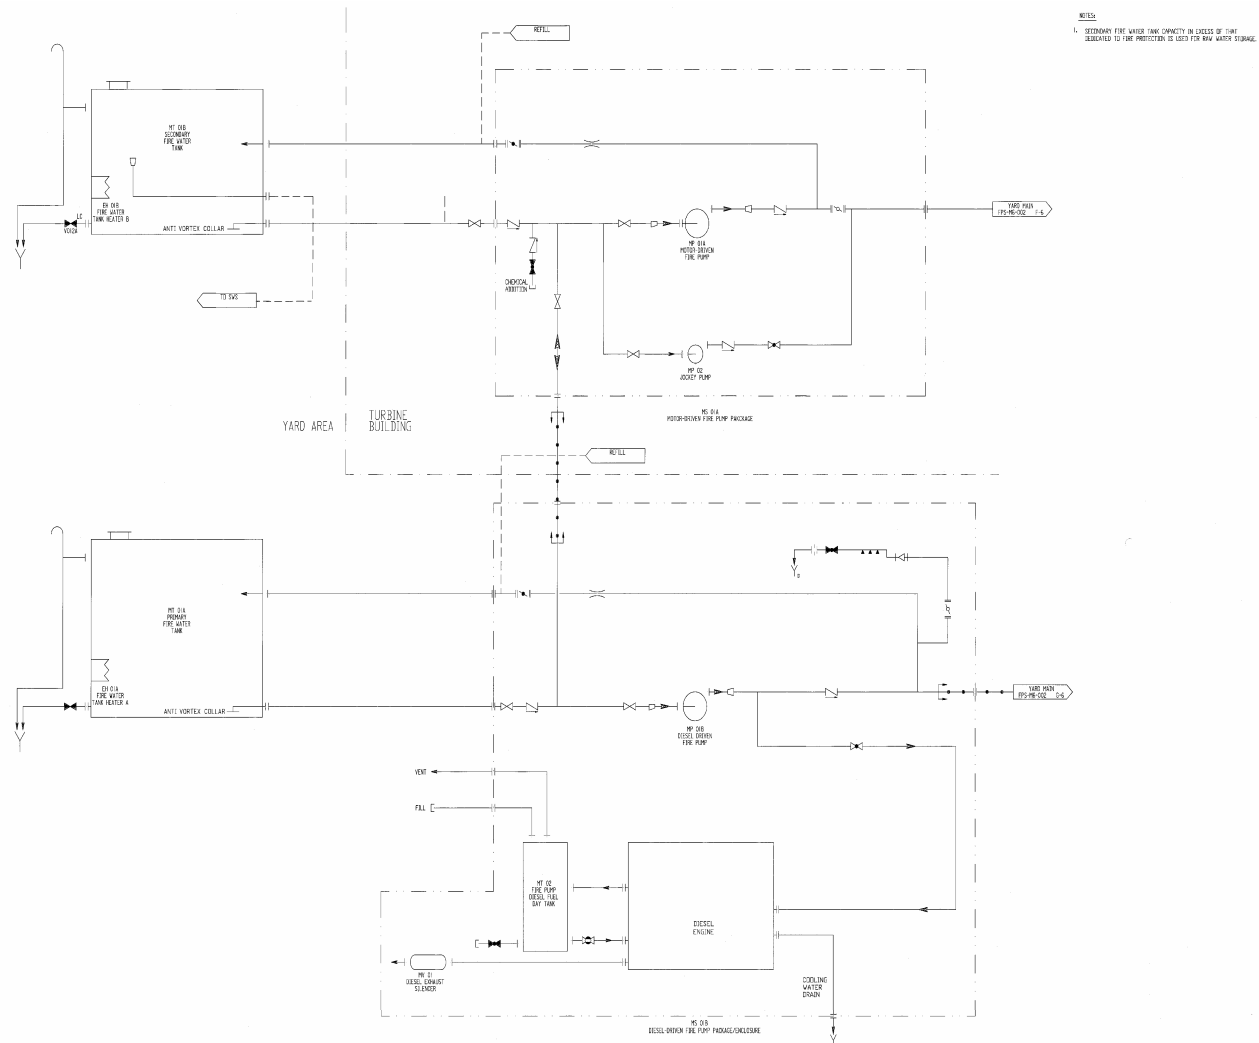 NOTES:
1. SECONDARY FIRE WATER TANK CAPACITY IN EXCESS OF THAT
DEDICATED TO FIRE PROTECTION IS USED FOR RAW WATER STORAGE.
REFILL
MT 01B
SECONDARY
FIRE WATER
TANK
EH 01B
FIRE WATER
TANK HEATER B
LC
V012A
ANTI VORTEX COLLAR
TO SWS
CHEMICAL
ADDITION
MP 01A
MOTOR-DRIVEN
FIRE PUMP
YARD MAIN
FPS-M6-002 F-6
MP 02
JOCKEY PUMP
MS 01A
MOTOR-DRIVEN FIRE PUMP PAKCKAGE
YARD AREA
TURBINE
BUILDING
REFILL
MT 01A
PRIMARY
FIRE WATER
TANK
EH 01A
FIRE WATER
TANK HEATER A
ANTI VORTEX COLLAR
D
MP 01B
DIESEL DRIVEN
FIRE PUMP
YARD MAIN
FPS-M6-002 D-6
VENT
FILL
MT 02
FIRE PUMP
DIESEL FUEL
DAY TANK
DIESEL
ENGINE
MY 01
DIESEL EXHAUST
SILENCER
COOLING
WATER
DRAIN
MS 01B
DIESEL-DRIVEN FIRE PUMP PACKAGE/ENCLOSURE